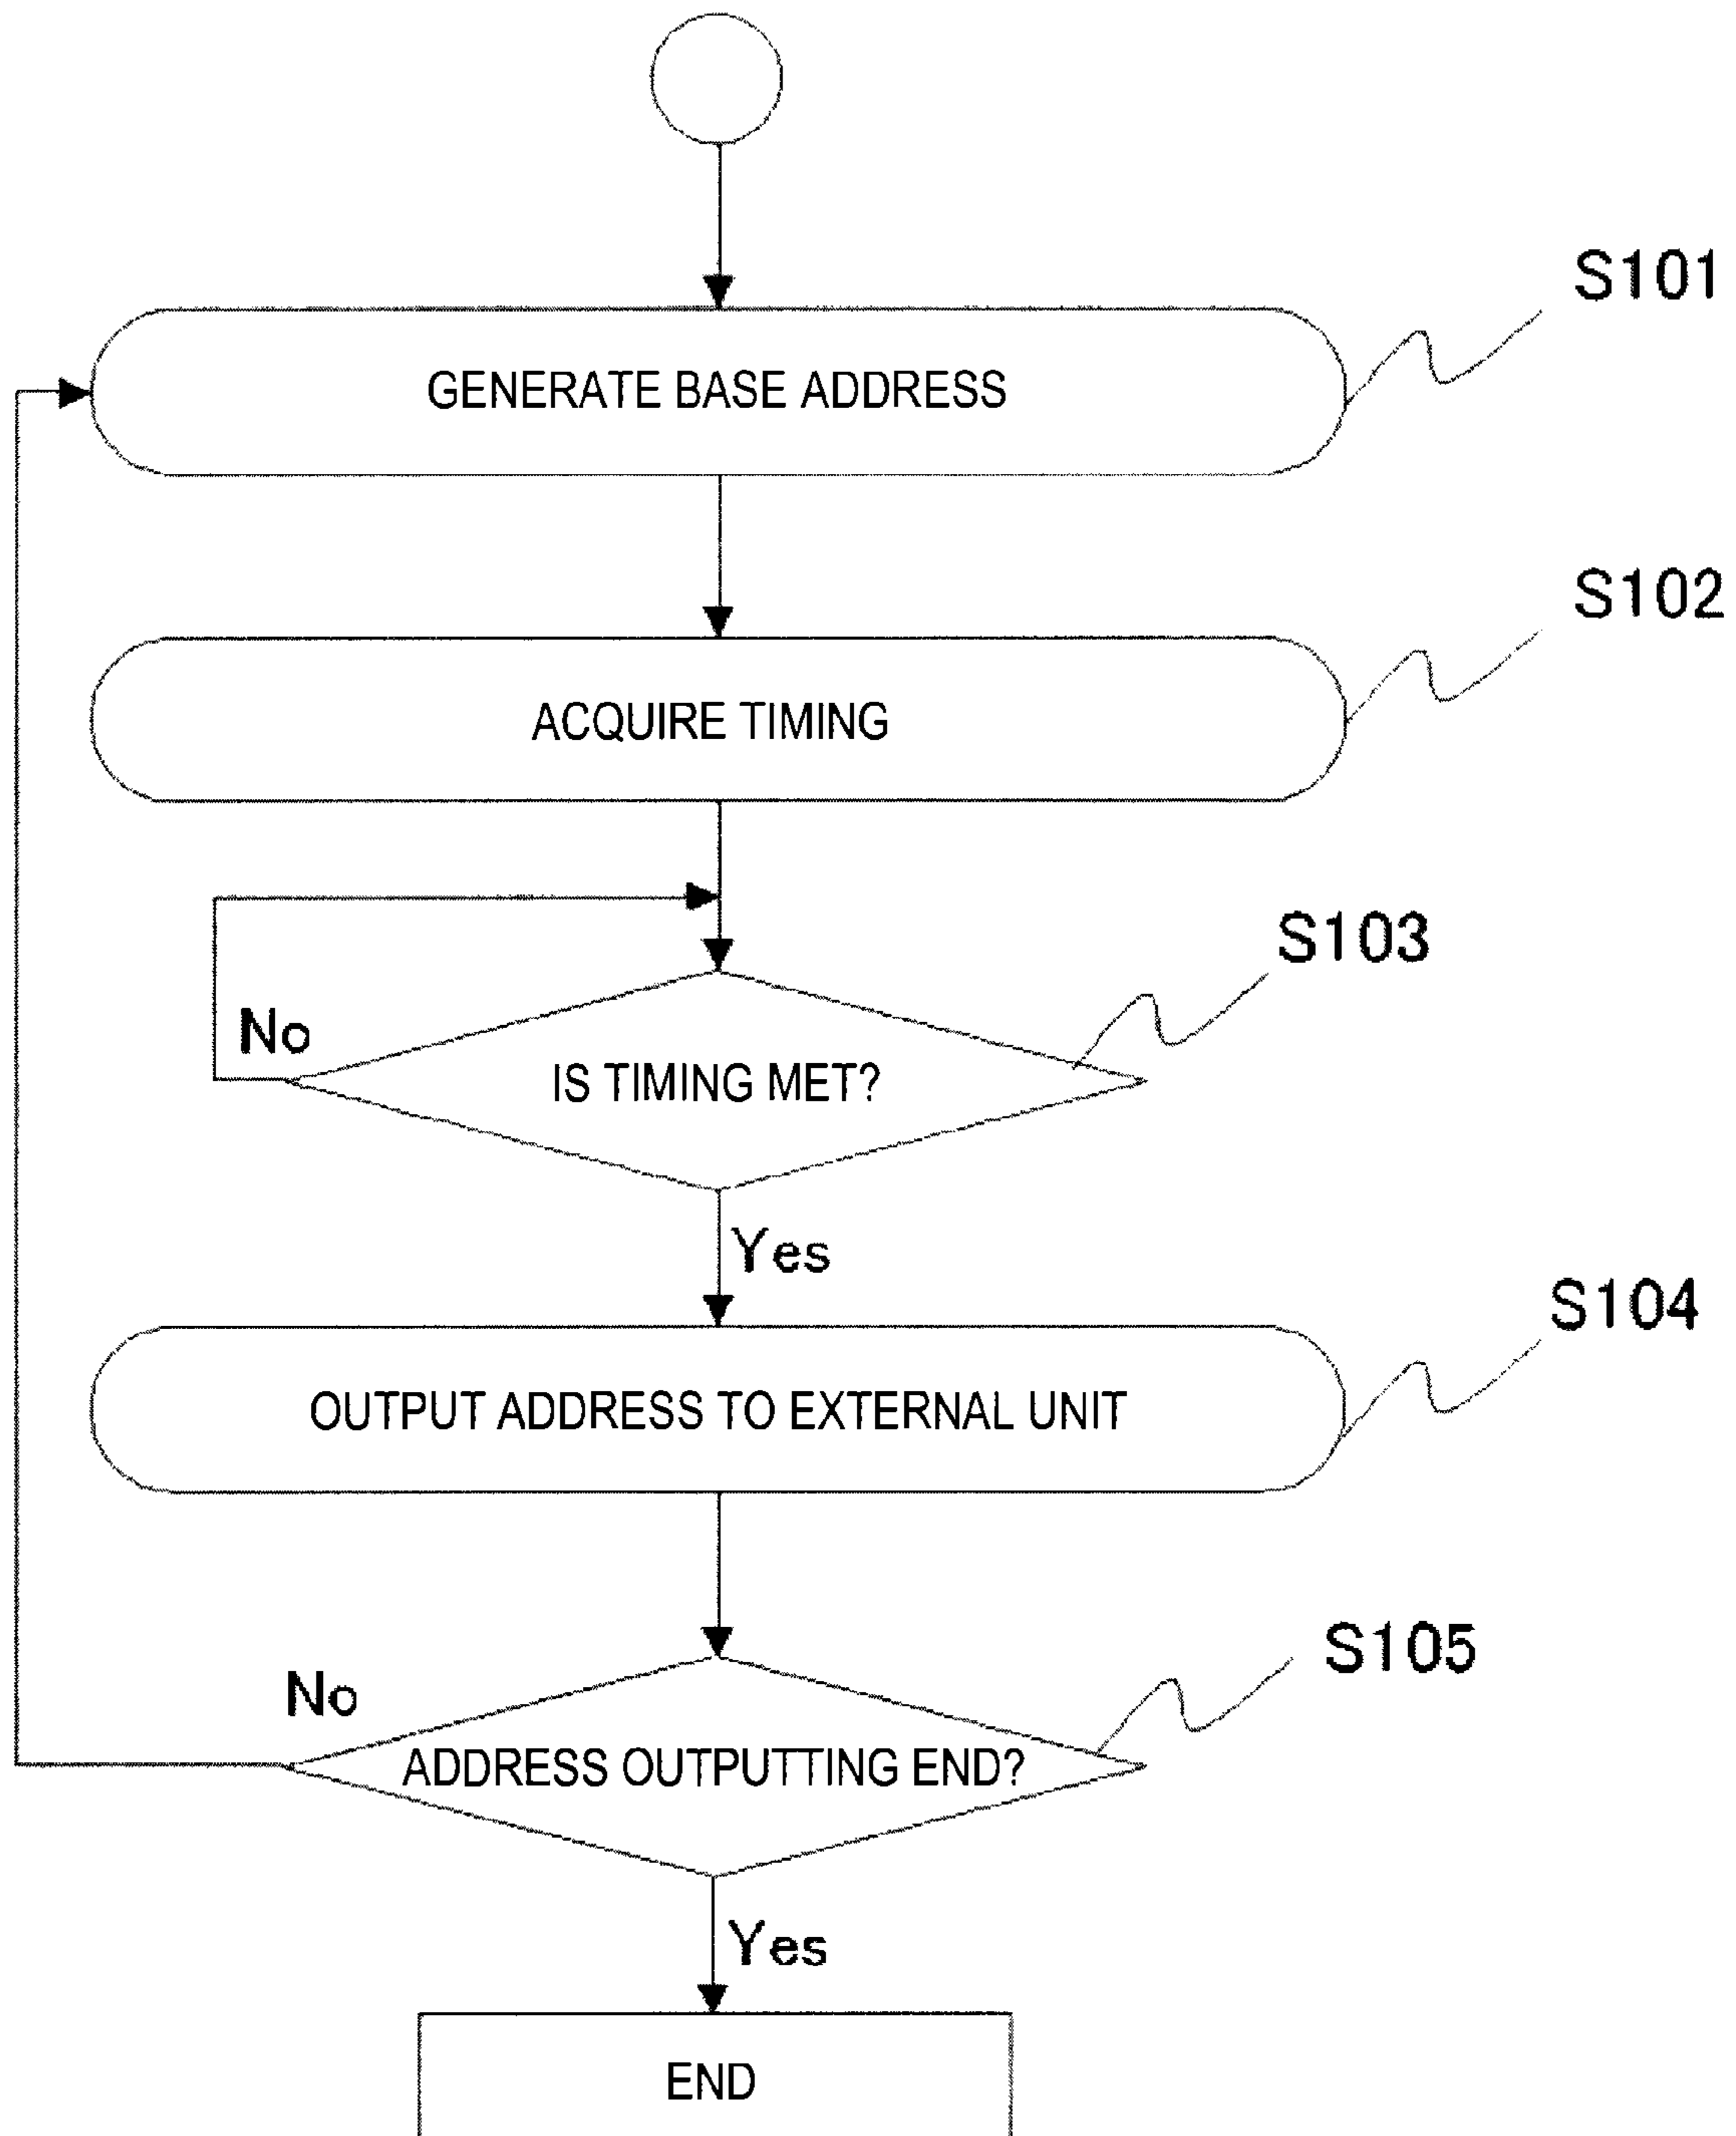 S101
GENERATE BASE ADDRESS
S102
ACQUIRE TIMING
S103
No
IS TIMING MET?
Yes
S104
OUTPUT ADDRESS TO EXTERNAL UNIT
S105
No
ADDRESS OUTPUTTING END?
Yes
END